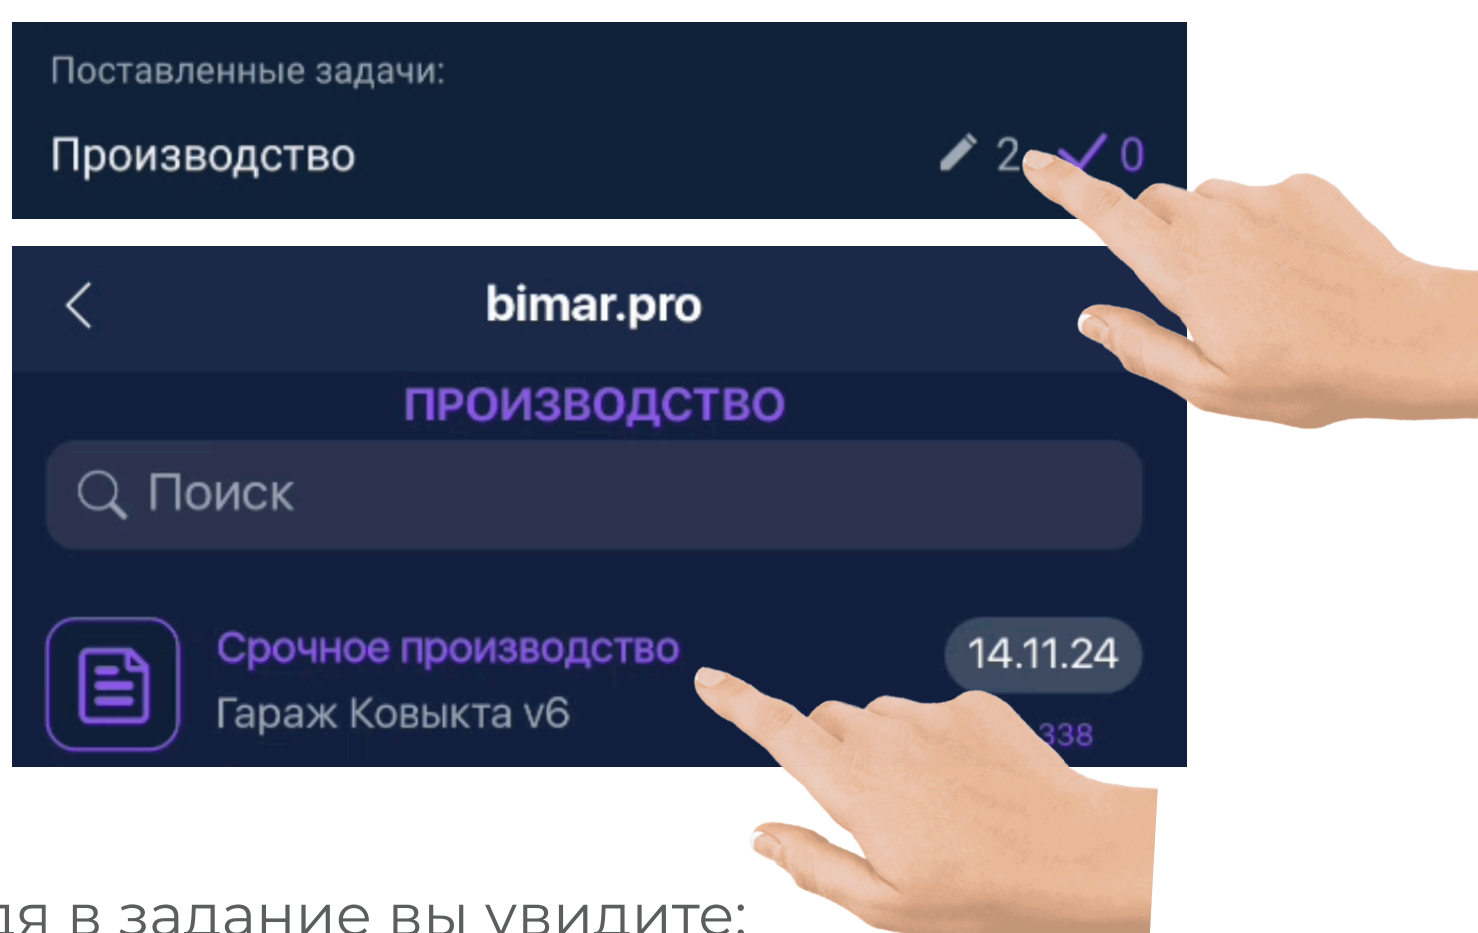 Поставленные задачи:
Производство 2 0
bimar.pro
ПРОИЗВОДСТВО
Поиск
Срочное производство 14.11.24
Гараж Ковыкта v6 338
в задание вы увидите: